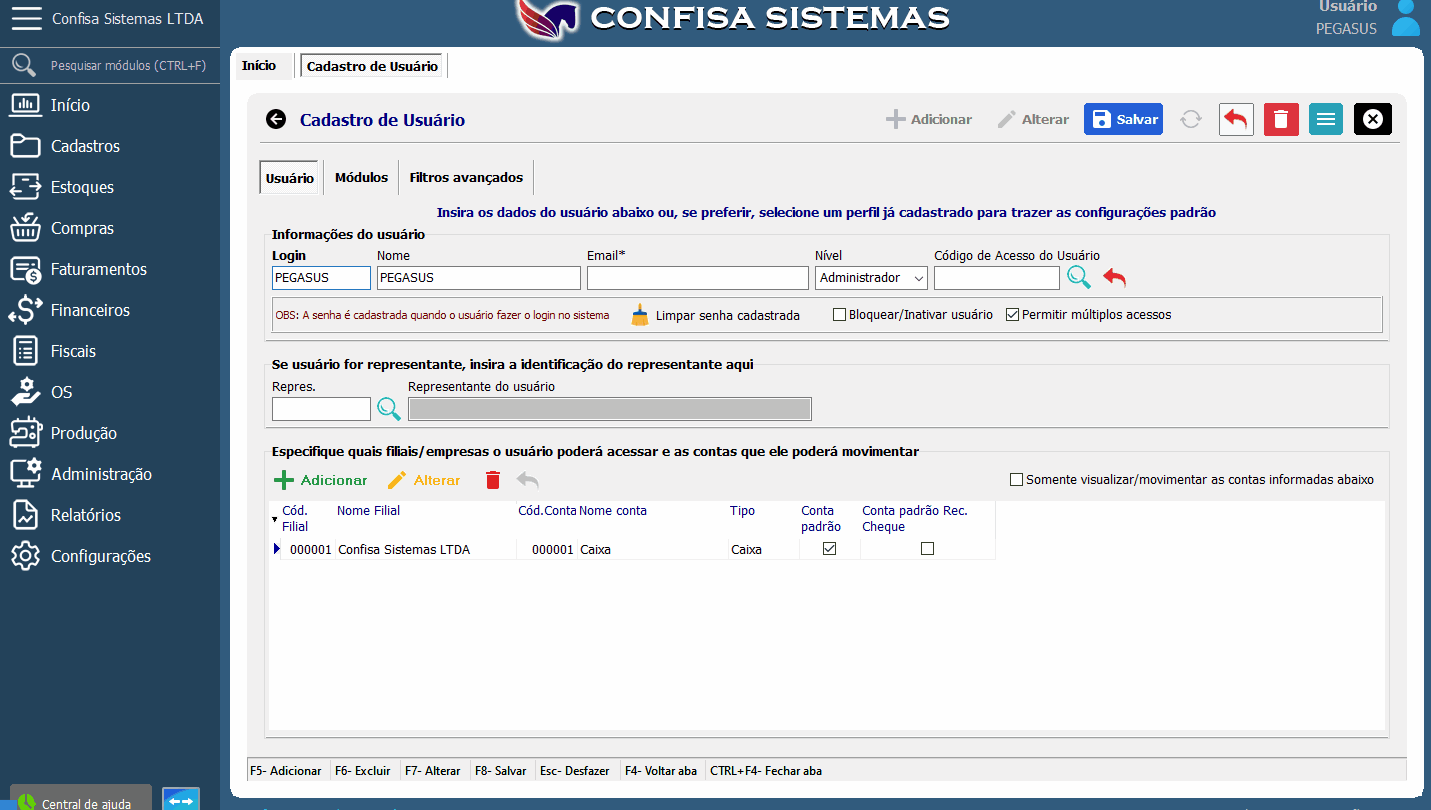 Confisa Sistemas LTDA
CONFISA SISTEMAS
Usuário
PEGASUS
Pesquisar módulos (CTRL+F)
Início
Cadastros
Estoques
Compras
Faturamentos
Financeiros
Fiscais
OS
Produção
Administração
Relatórios
Configurações
Central de ajuda
Início Cadastro de Usuário
Cadastro de Usuário Adicionar Alterar Salvar
Usuário Módulos Filtros avançados
Insira os dados do usuário abaixo ou, se preferir, selecione um perfil já cadastrado para trazer as configurações padrão
Informações do usuário
Login Nome Email* Nível Código de Acesso do Usuário
PEGASUS PEGASUS Administrador
OBS: A senha é cadastrada quando o usuário fazer o login no sistema Limpar senha cadastrada Bloquear/Inativar usuário Permitir múltiplos acessos
Se usuário for representante, insira a identificação do representante aqui
Repres. Representante do usuário
Especifique quais filiais/empresas o usuário poderá acessar e as contas que ele poderá movimentar
Adicionar Alterar Somente visualizar/movimentar as contas informadas abaixo
Cód. Filial Nome Filial Cód.Conta Nome conta Tipo Conta padrão Conta padrão Rec. Cheque
000001 Confisa Sistemas LTDA 000001 Caixa Caixa
F5- Adicionar F6- Excluir F7- Alterar F8- Salvar Esc- Desfazer F4- Voltar aba CTRL+F4- Fechar aba